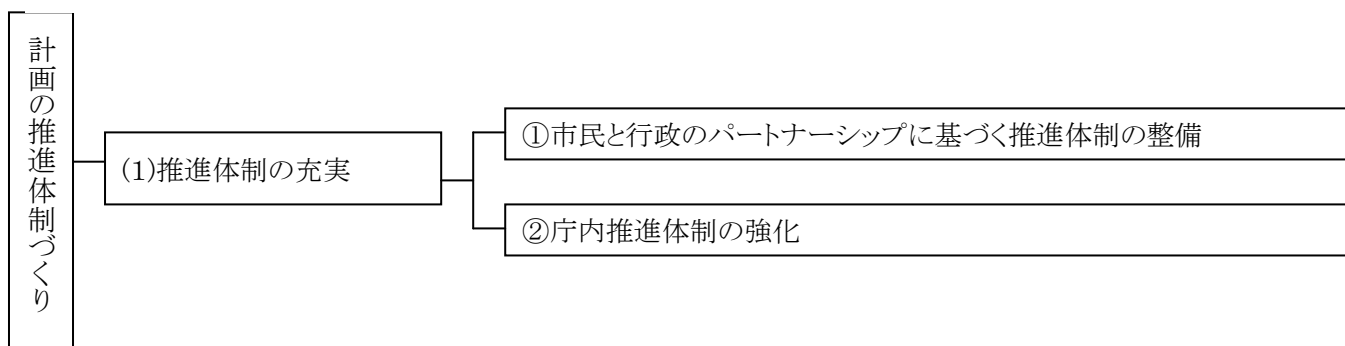 計画の推進体制づくり
(1)推進体制の充実
①市民と行政のパートナーシップに基づく推進体制の整備
②庁内推進体制の強化